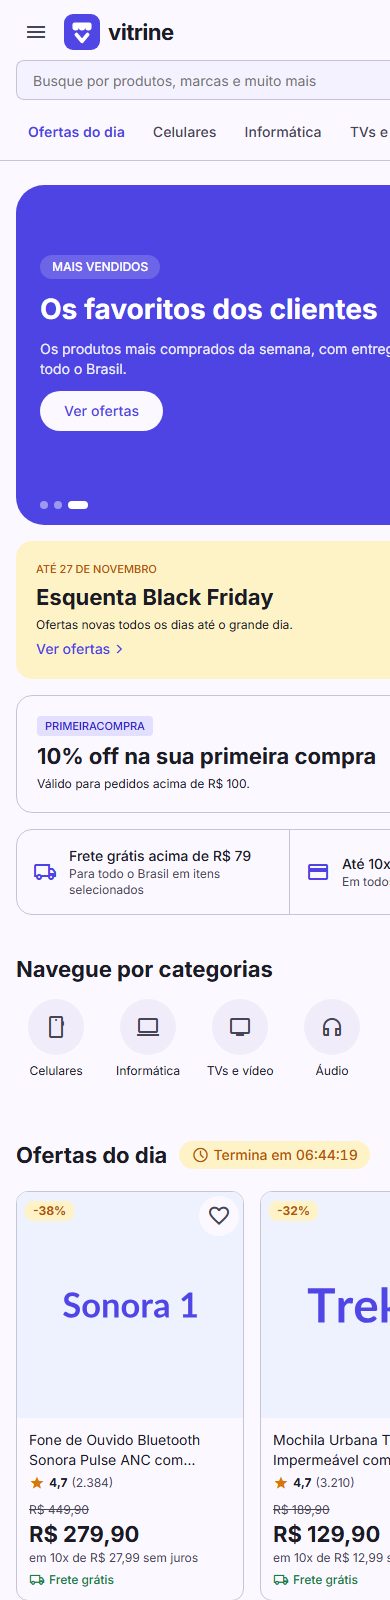 vitrine
Busque por produtos, marcas e muito mais
Ofertas do dia Celulares Informática TVs e
MAIS VENDIDOS
Os favoritos dos clientes
Os produtos mais comprados da semana, com
todo o Brasil.
Ver ofertas
ATÉ 27 DE NOVEMBRO
Esquenta Black Friday
Ofertas novas todos os dias até o grande dia.
Ver ofertas
PRIMEIRACOMPRA
10% off na sua primeira compra
Válido para pedidos acima de R$ 100.
Frete grátis acima de R$ 79
Para todo o Brasil em itens
selecionados
Até 10x
Em todos
Navegue por categorias
Celulares Informática TVs e vídeo Áudio
Ofertas do dia Termina em 06:44:19
-38%
Sonora 1
Fone de Ouvido Bluetooth
Sonora Pulse ANC com...
4,7 (2.384)
R$ 449,90
R$ 279,90
em 10x de R$ 27,99 sem juros
Frete grátis
-32%
Mochila Urbana
Impermeável com
4,7 (3.210)
R$ 189,90
R$ 129,90
em 10x de R$ 12,99
Frete grátis